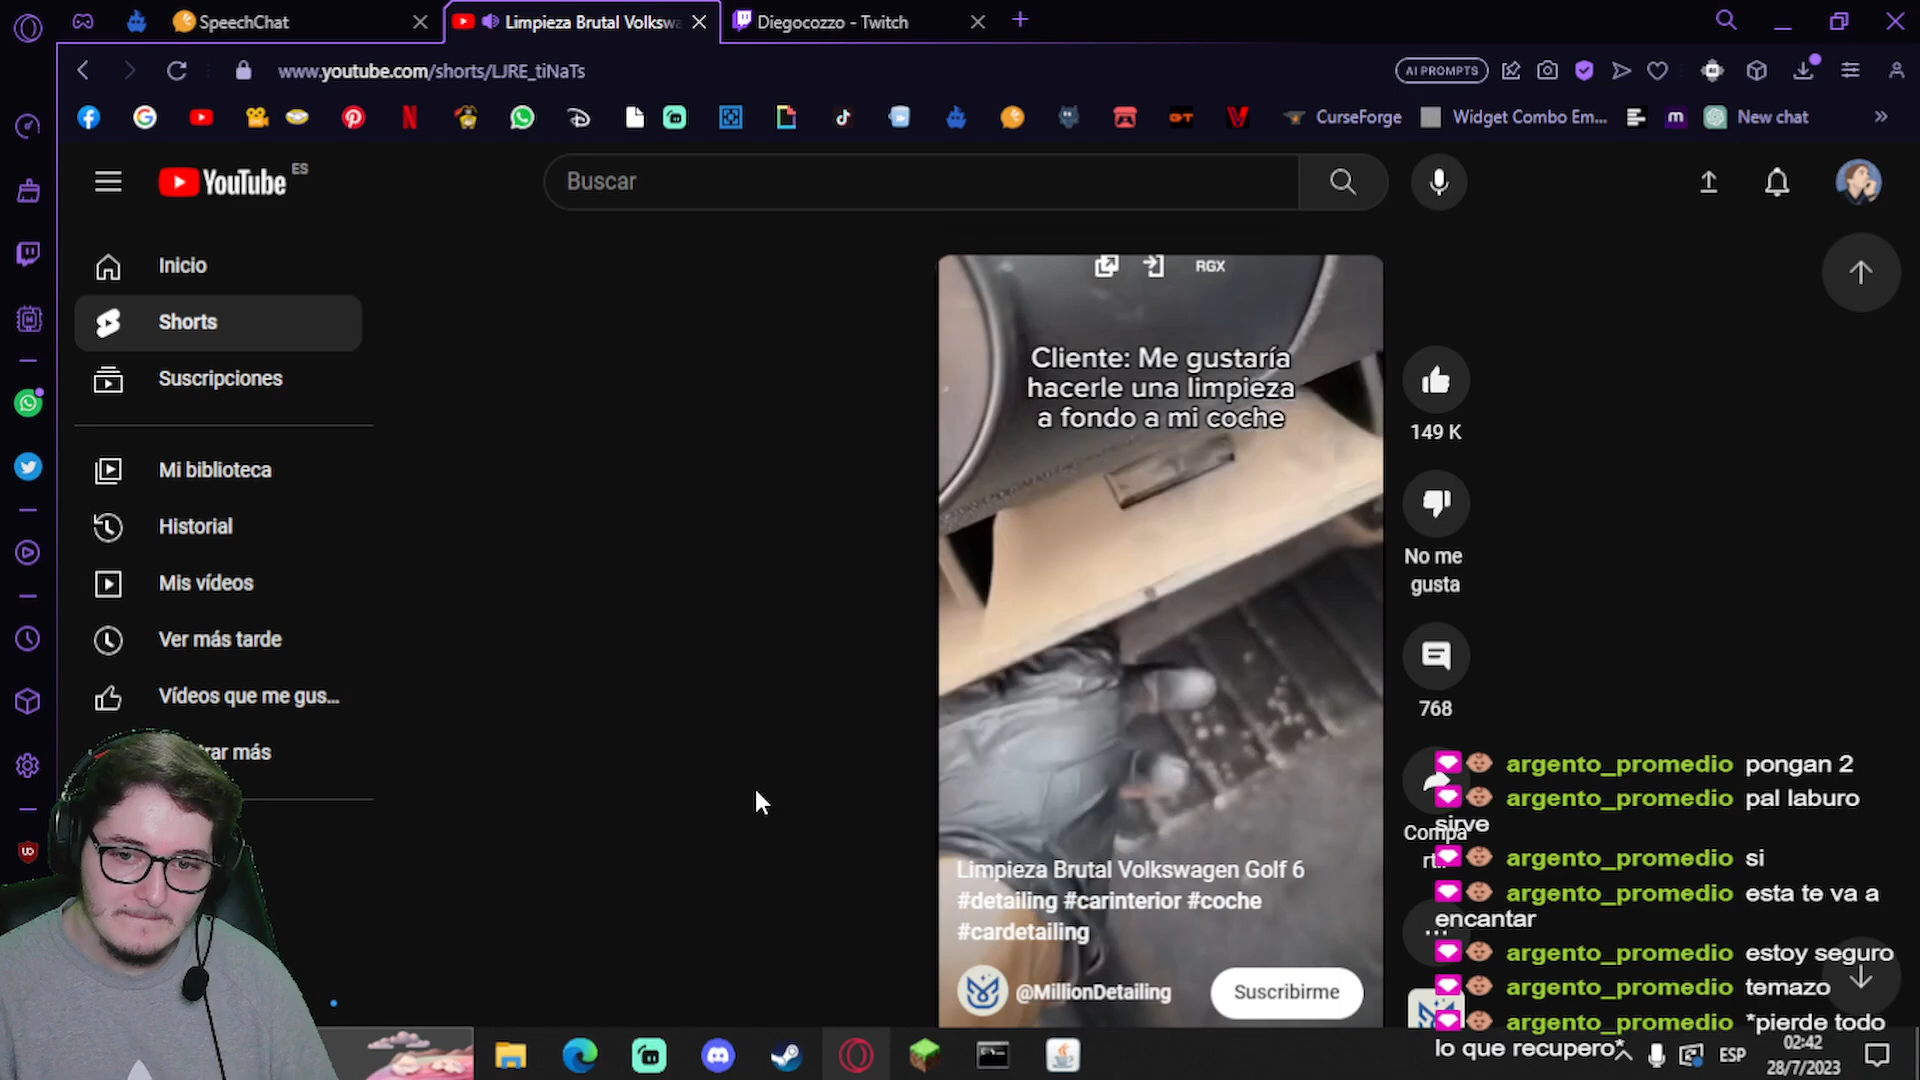 SpeechChat
Limpieza Brutal Volksw
Diegocozzo - Twitch
www.youtube.com/shorts/LJRE_tiNaTs
AI PROMPTS
CurseForge
Widget Combo Em...
New chat
YouTube ES
Buscar
Inicio
Shorts
Suscripciones
Mi biblioteca
Historial
Mis vídeos
Ver más tarde
Vídeos que me gus...
rar más
RGX
Cliente: Me gustaría
hacerle una limpieza
a fondo a mi coche
149 K
No me
gusta
768
Limpieza Brutal Volkswagen Golf 6
#detailing #carinterior #coche
#cardetailing
@MillionDetailing
Suscribirme
argento_promedio pongan 2
argento_promedio pal laburo
sirve
argento_promedio si
argento_promedio esta te va a
encantar
argento_promedio estoy seguro
argento_promedio temazo
argento_promedio *pierde todo
lo que recupero*
ESP
02:42
28/7/2023